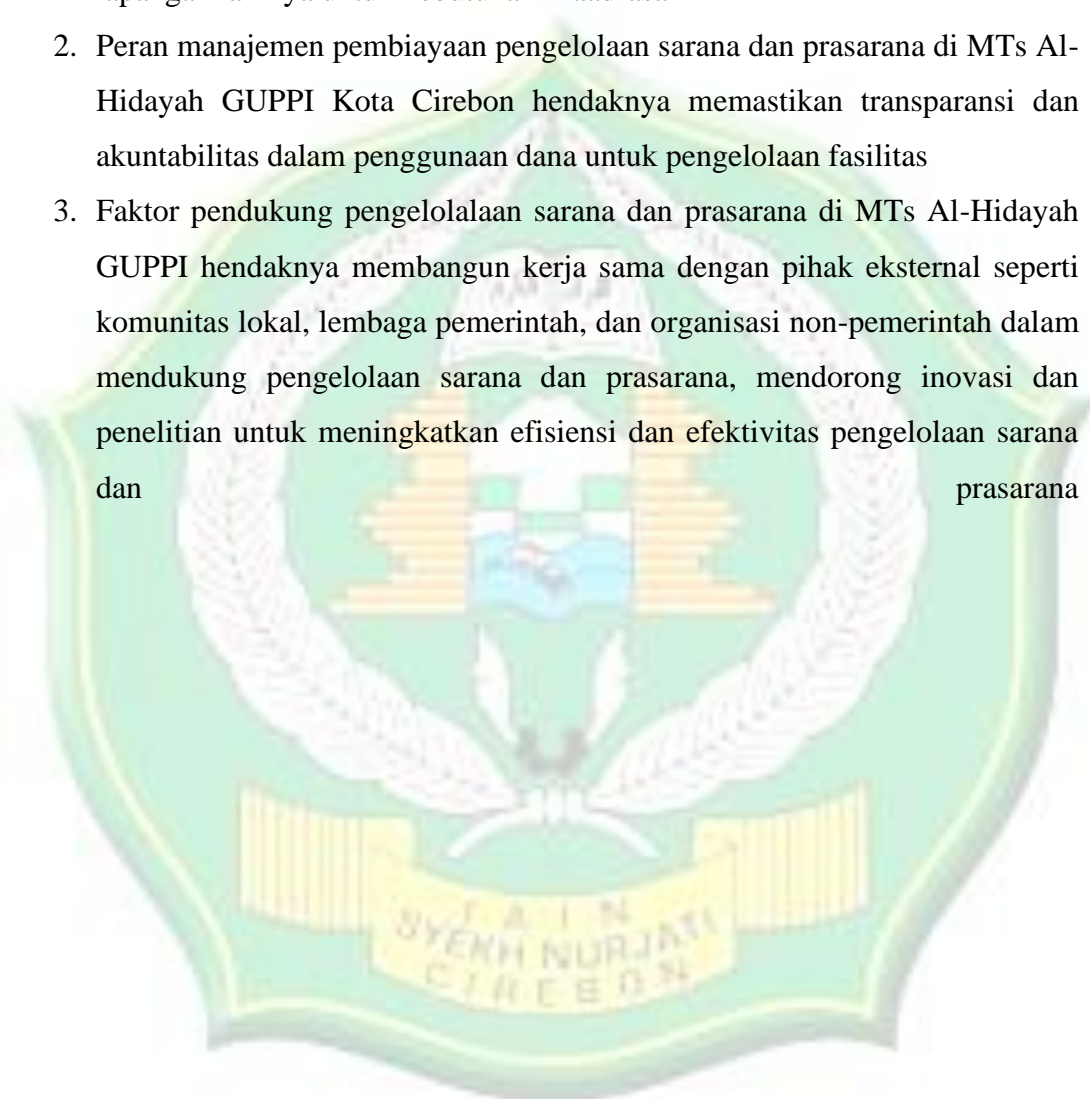 2. Peran manajemen pembiayaan pengelolaan sarana dan prasarana di MTs Al-
Hidayah GUPPI Kota Cirebon hendaknya memastikan transparansi dan
akuntabilitas dalam penggunaan dana untuk pengelolaan fasilitas
3. Faktor pendukung pengelolalaan sarana dan prasarana di MTs Al-Hidayah
GUPPI hendaknya membangun kerja sama dengan pihak eksternal seperti
komunitas lokal, lembaga pemerintah, dan organisasi non-pemerintah dalam
mendukung pengelolaan sarana dan prasarana, mendorong inovasi dan
penelitian untuk meningkatkan efisiensi dan efektivitas pengelolaan sarana
dan prasarana
IAIN
SYEKH NURJATI
CIREBON